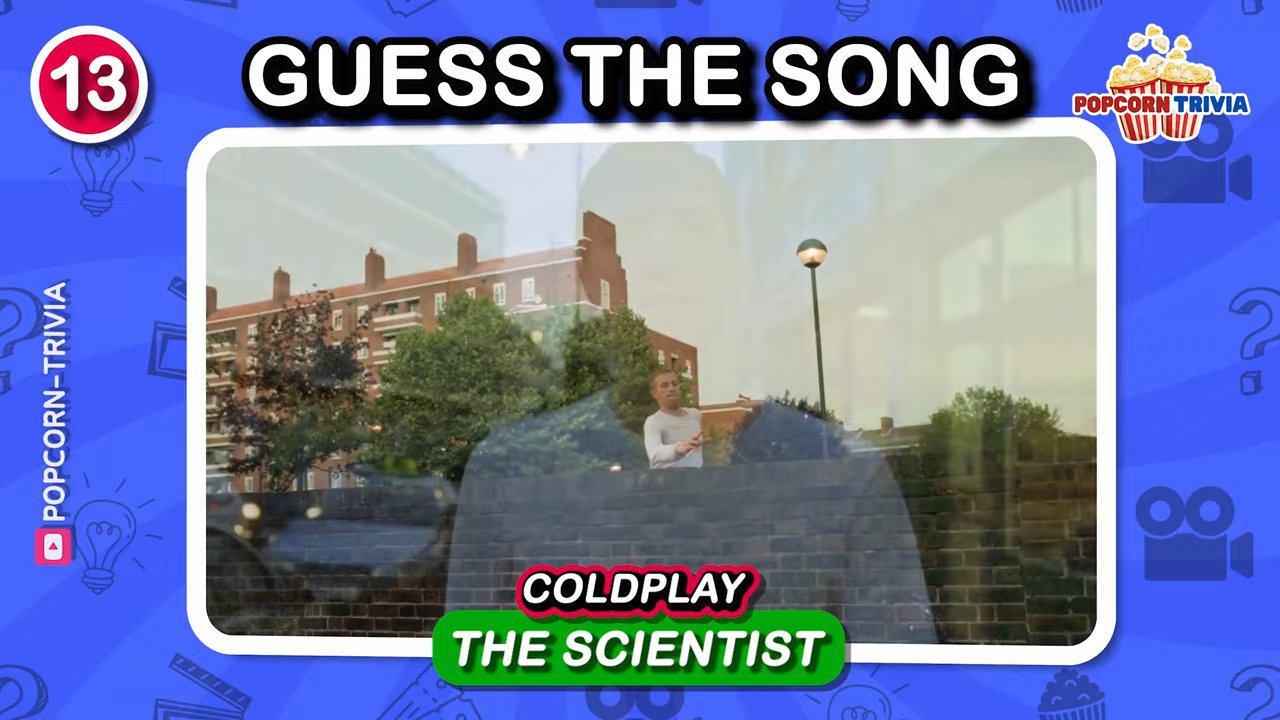 13
GUESS THE SONG
POPCORN TRIVIA
POPCORN-TRIVIA
COLDPLAY
THE SCIENTIST